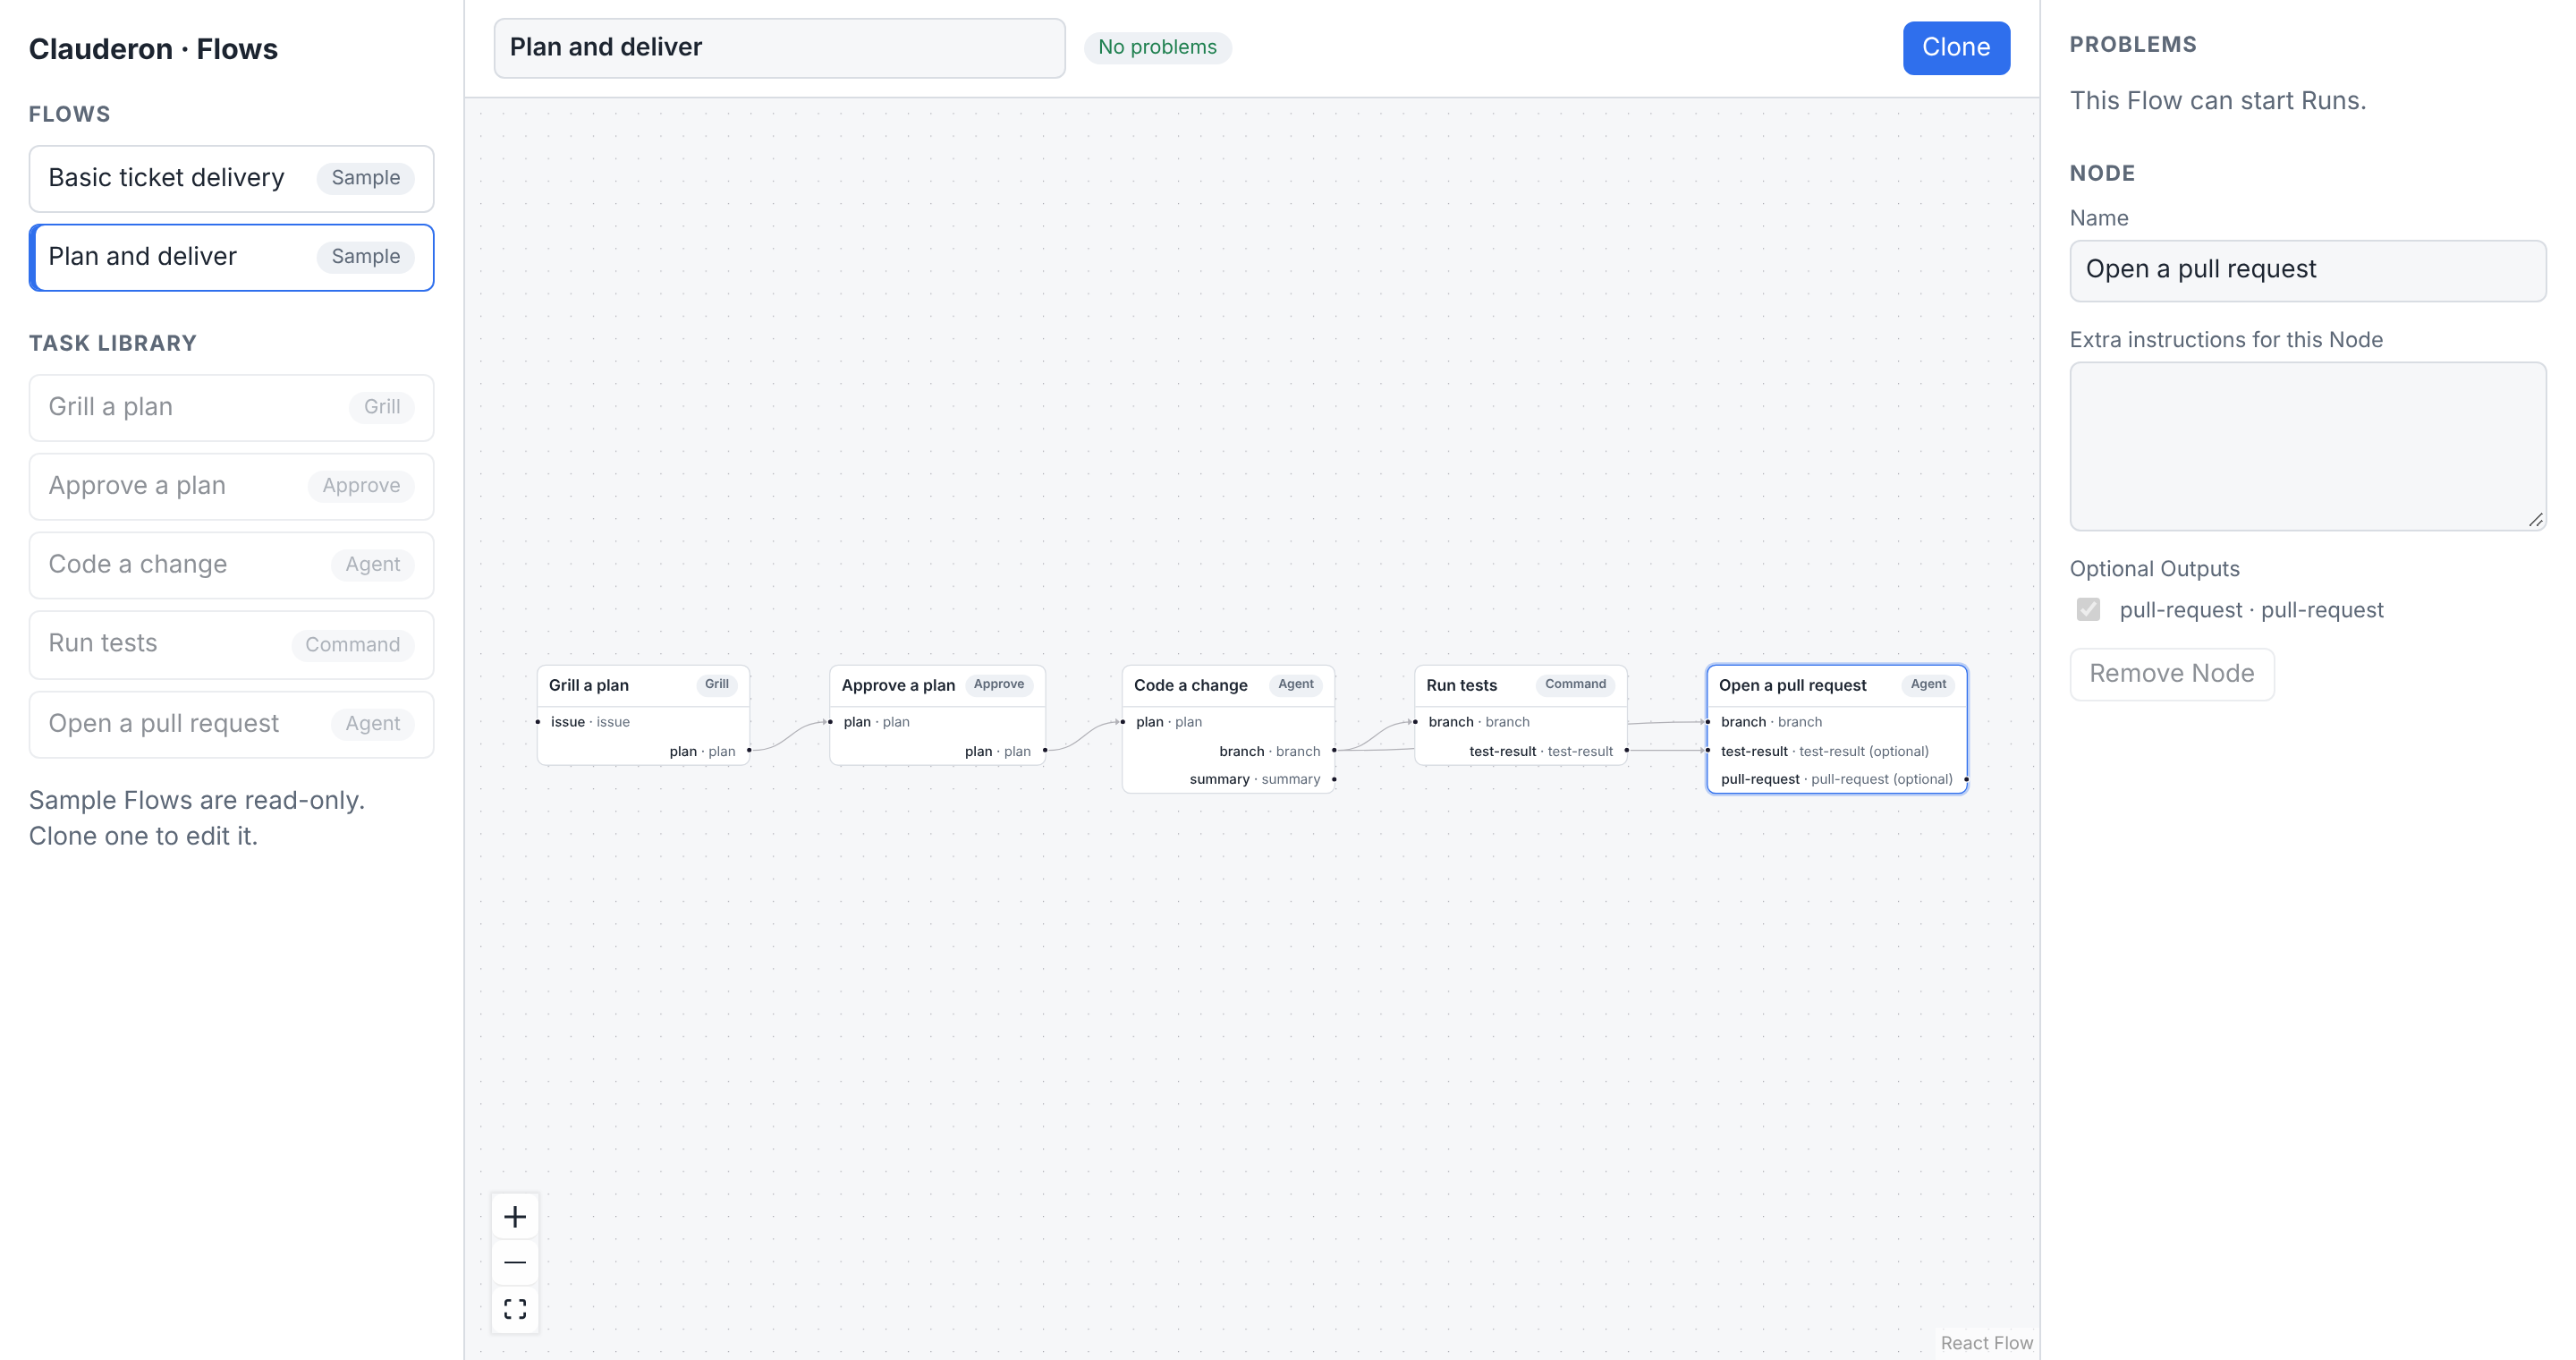 Clauderon · Flows
FLOWS
Basic ticket delivery Sample
Plan and deliver Sample
TASK LIBRARY
Grill a plan Grill
Approve a plan Approve
Code a change Agent
Run tests Command
Open a pull request Agent
Sample Flows are read-only.
Clone one to edit it.
Plan and deliver No problems Clone
Grill a plan Grill
issue · issue
plan · plan
Approve a plan Approve
plan · plan
plan · plan
Code a change Agent
plan · plan
branch · branch
summary · summary
Run tests Command
branch · branch
test-result · test-result
Open a pull request Agent
branch · branch
test-result · test-result (optional)
pull-request · pull-request (optional)
React Flow
PROBLEMS
This Flow can start Runs.
NODE
Name
Open a pull request
Extra instructions for this Node
Optional Outputs
pull-request · pull-request
Remove Node